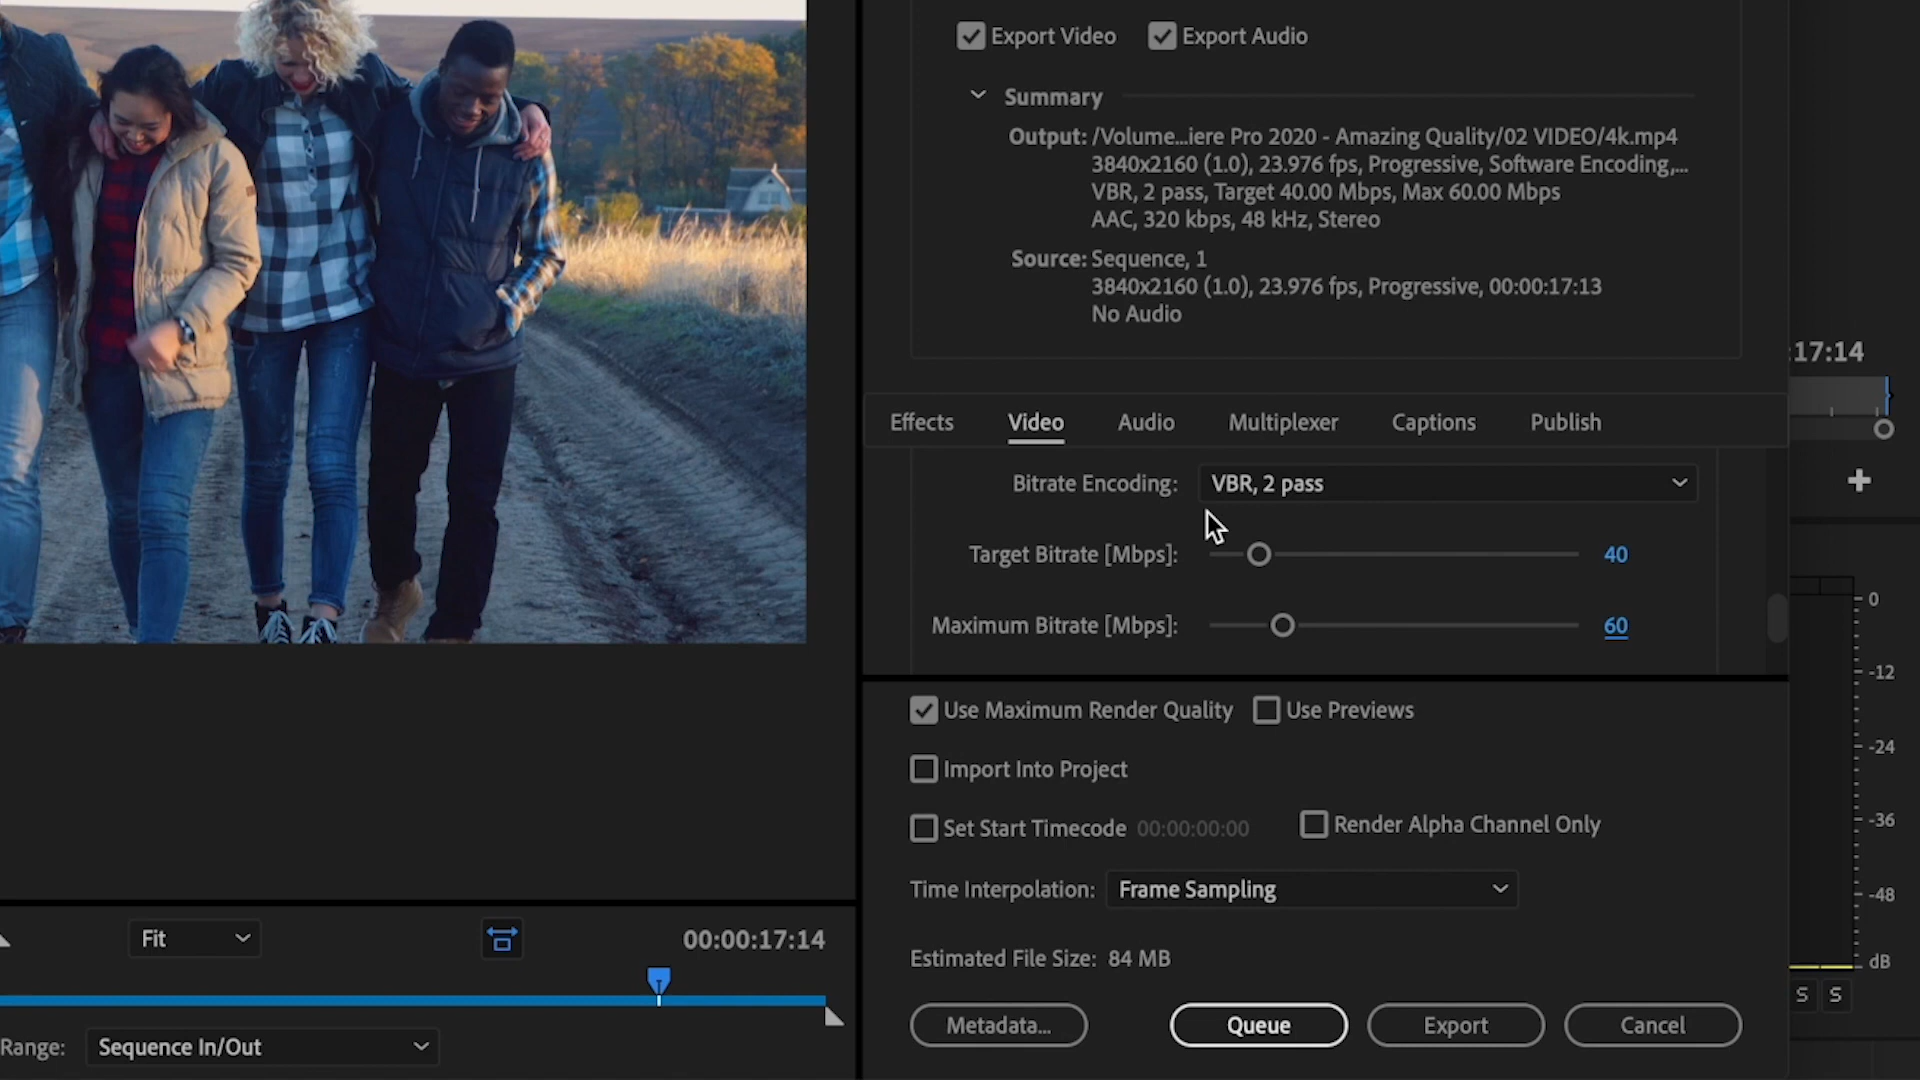 Export Video Export Audio
Summary
Output: /Volume...iere Pro 2020 - Amazing Quality/02 VIDEO/4k.mp4
3840x2160 (1.0), 23.976 fps, Progressive, Software Encoding,...
VBR, 2 pass, Target 40.00 Mbps, Max 60.00 Mbps
AAC, 320 kbps, 48 kHz, Stereo
Source: Sequence, 1
3840x2160 (1.0), 23.976 fps, Progressive, 00:00:17:13
No Audio
:17:14
Effects Video Audio Multiplexer Captions Publish
Bitrate Encoding: VBR, 2 pass
Target Bitrate [Mbps]: 40
Maximum Bitrate [Mbps]: 60
0
-12
-24
-36
-48
dB
S S
Use Maximum Render Quality Use Previews
Import Into Project
Set Start Timecode 00:00:00:00 Render Alpha Channel Only
Time Interpolation: Frame Sampling
Estimated File Size: 84 MB
Metadata... Queue Export Cancel
Fit 00:00:17:14
Range: Sequence In/Out